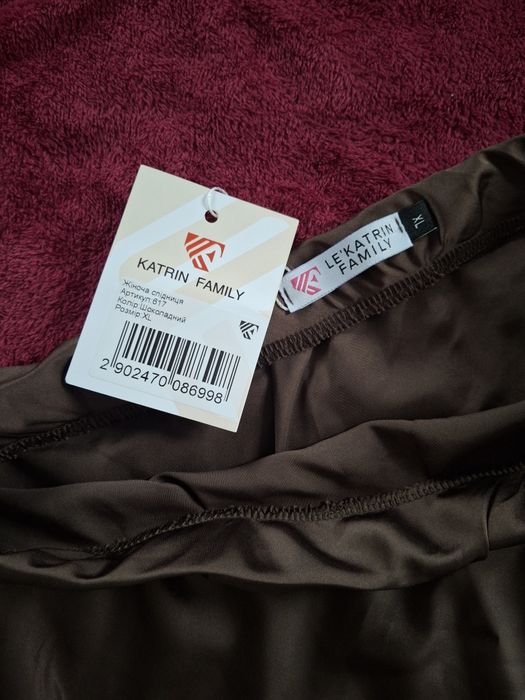 KATRIN FAMILY
Жіноча спідниця
Артикул:617
Колір:Шоколадний
Розмір:XL
2 902470 086998
LE'KATRIN
FAMILY
XL